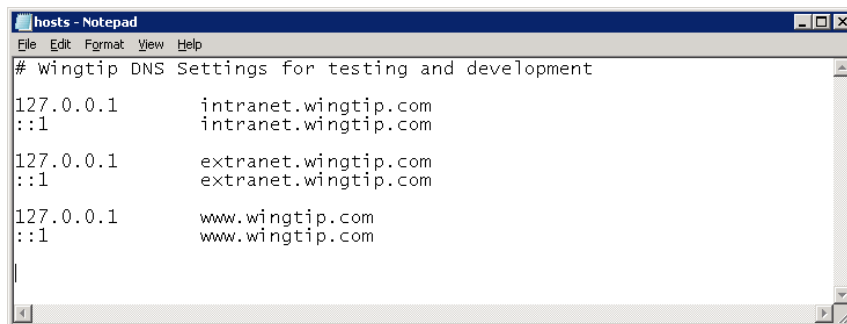 hosts - Notepad
File Edit Format View Help
# Wingtip DNS Settings for testing and development
127.0.0.1 intranet.wingtip.com
::1 intranet.wingtip.com
127.0.0.1 extranet.wingtip.com
::1 extranet.wingtip.com
127.0.0.1 www.wingtip.com
::1 www.wingtip.com